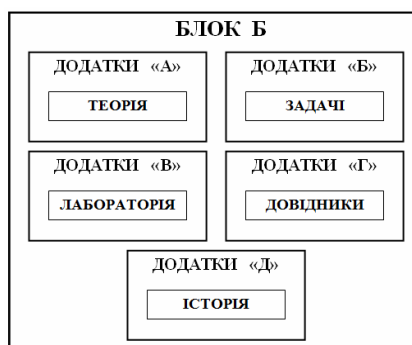 БЛОК Б
ДОДАТКИ «А»
ТЕОРІЯ
ДОДАТКИ «Б»
ЗАДАЧІ
ДОДАТКИ «В»
ЛАБОРАТОРІЯ
ДОДАТКИ «Г»
ДОВІДНИКИ
ДОДАТКИ «Д»
ІСТОРІЯ